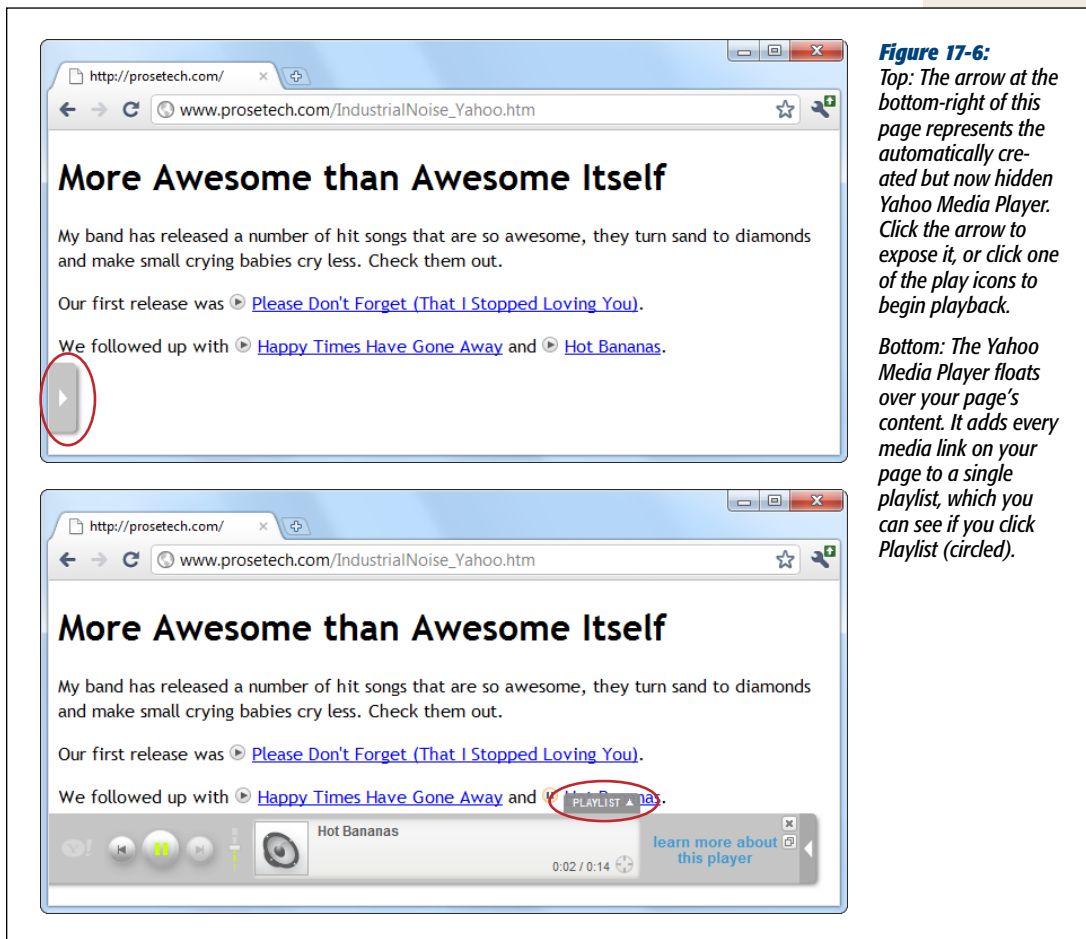 http://prosetech.com/
www.prosetech.com/IndustrialNoise_Yahoo.htm
More Awesome than Awesome Itself
My band has released a number of hit songs that are so awesome, they turn sand to diamonds
and make small crying babies cry less. Check them out.
Our first release was Please Don't Forget (That I Stopped Loving You).
We followed up with Happy Times Have Gone Away and Hot Bananas.
http://prosetech.com/
www.prosetech.com/IndustrialNoise_Yahoo.htm
More Awesome than Awesome Itself
My band has released a number of hit songs that are so awesome, they turn sand to diamonds
and make small crying babies cry less. Check them out.
Our first release was Please Don't Forget (That I Stopped Loving You).
We followed up with Happy Times Have Gone Away and
PLAYLIST
Y!
Hot Bananas
0:02 / 0:14
learn more about
this player
Figure 17-6:
Top: The arrow at the
bottom-right of this
page represents the
automatically cre-
ated but now hidden
Yahoo Media Player.
Click the arrow to
expose it, or click one
of the play icons to
begin playback.
Bottom: The Yahoo
Media Player floats
over your page's
content. It adds every
media link on your
page to a single
playlist, which you
can see if you click
Playlist (circled).